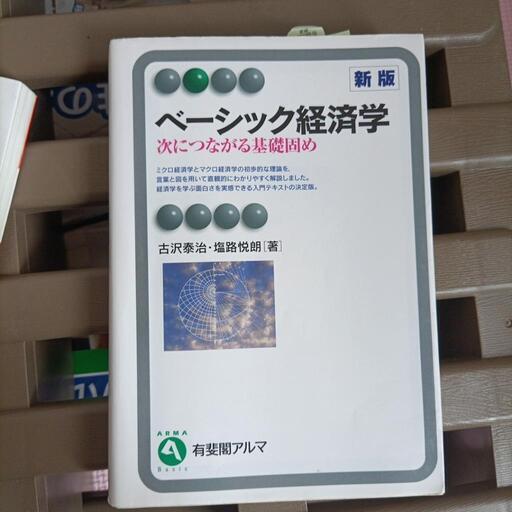 新版
ベーシック経済学
次につながる基礎固め
ミクロ経済学とマクロ経済学の初歩的な理論を、
言葉と図を用いて直観的にわかりやすく解説しました。
経済学を学ぶ面白さを実感できる入門テキストの決定版。
古沢泰治・塩路悦朗[著]
ARMA
Basic
有斐閣アルマ